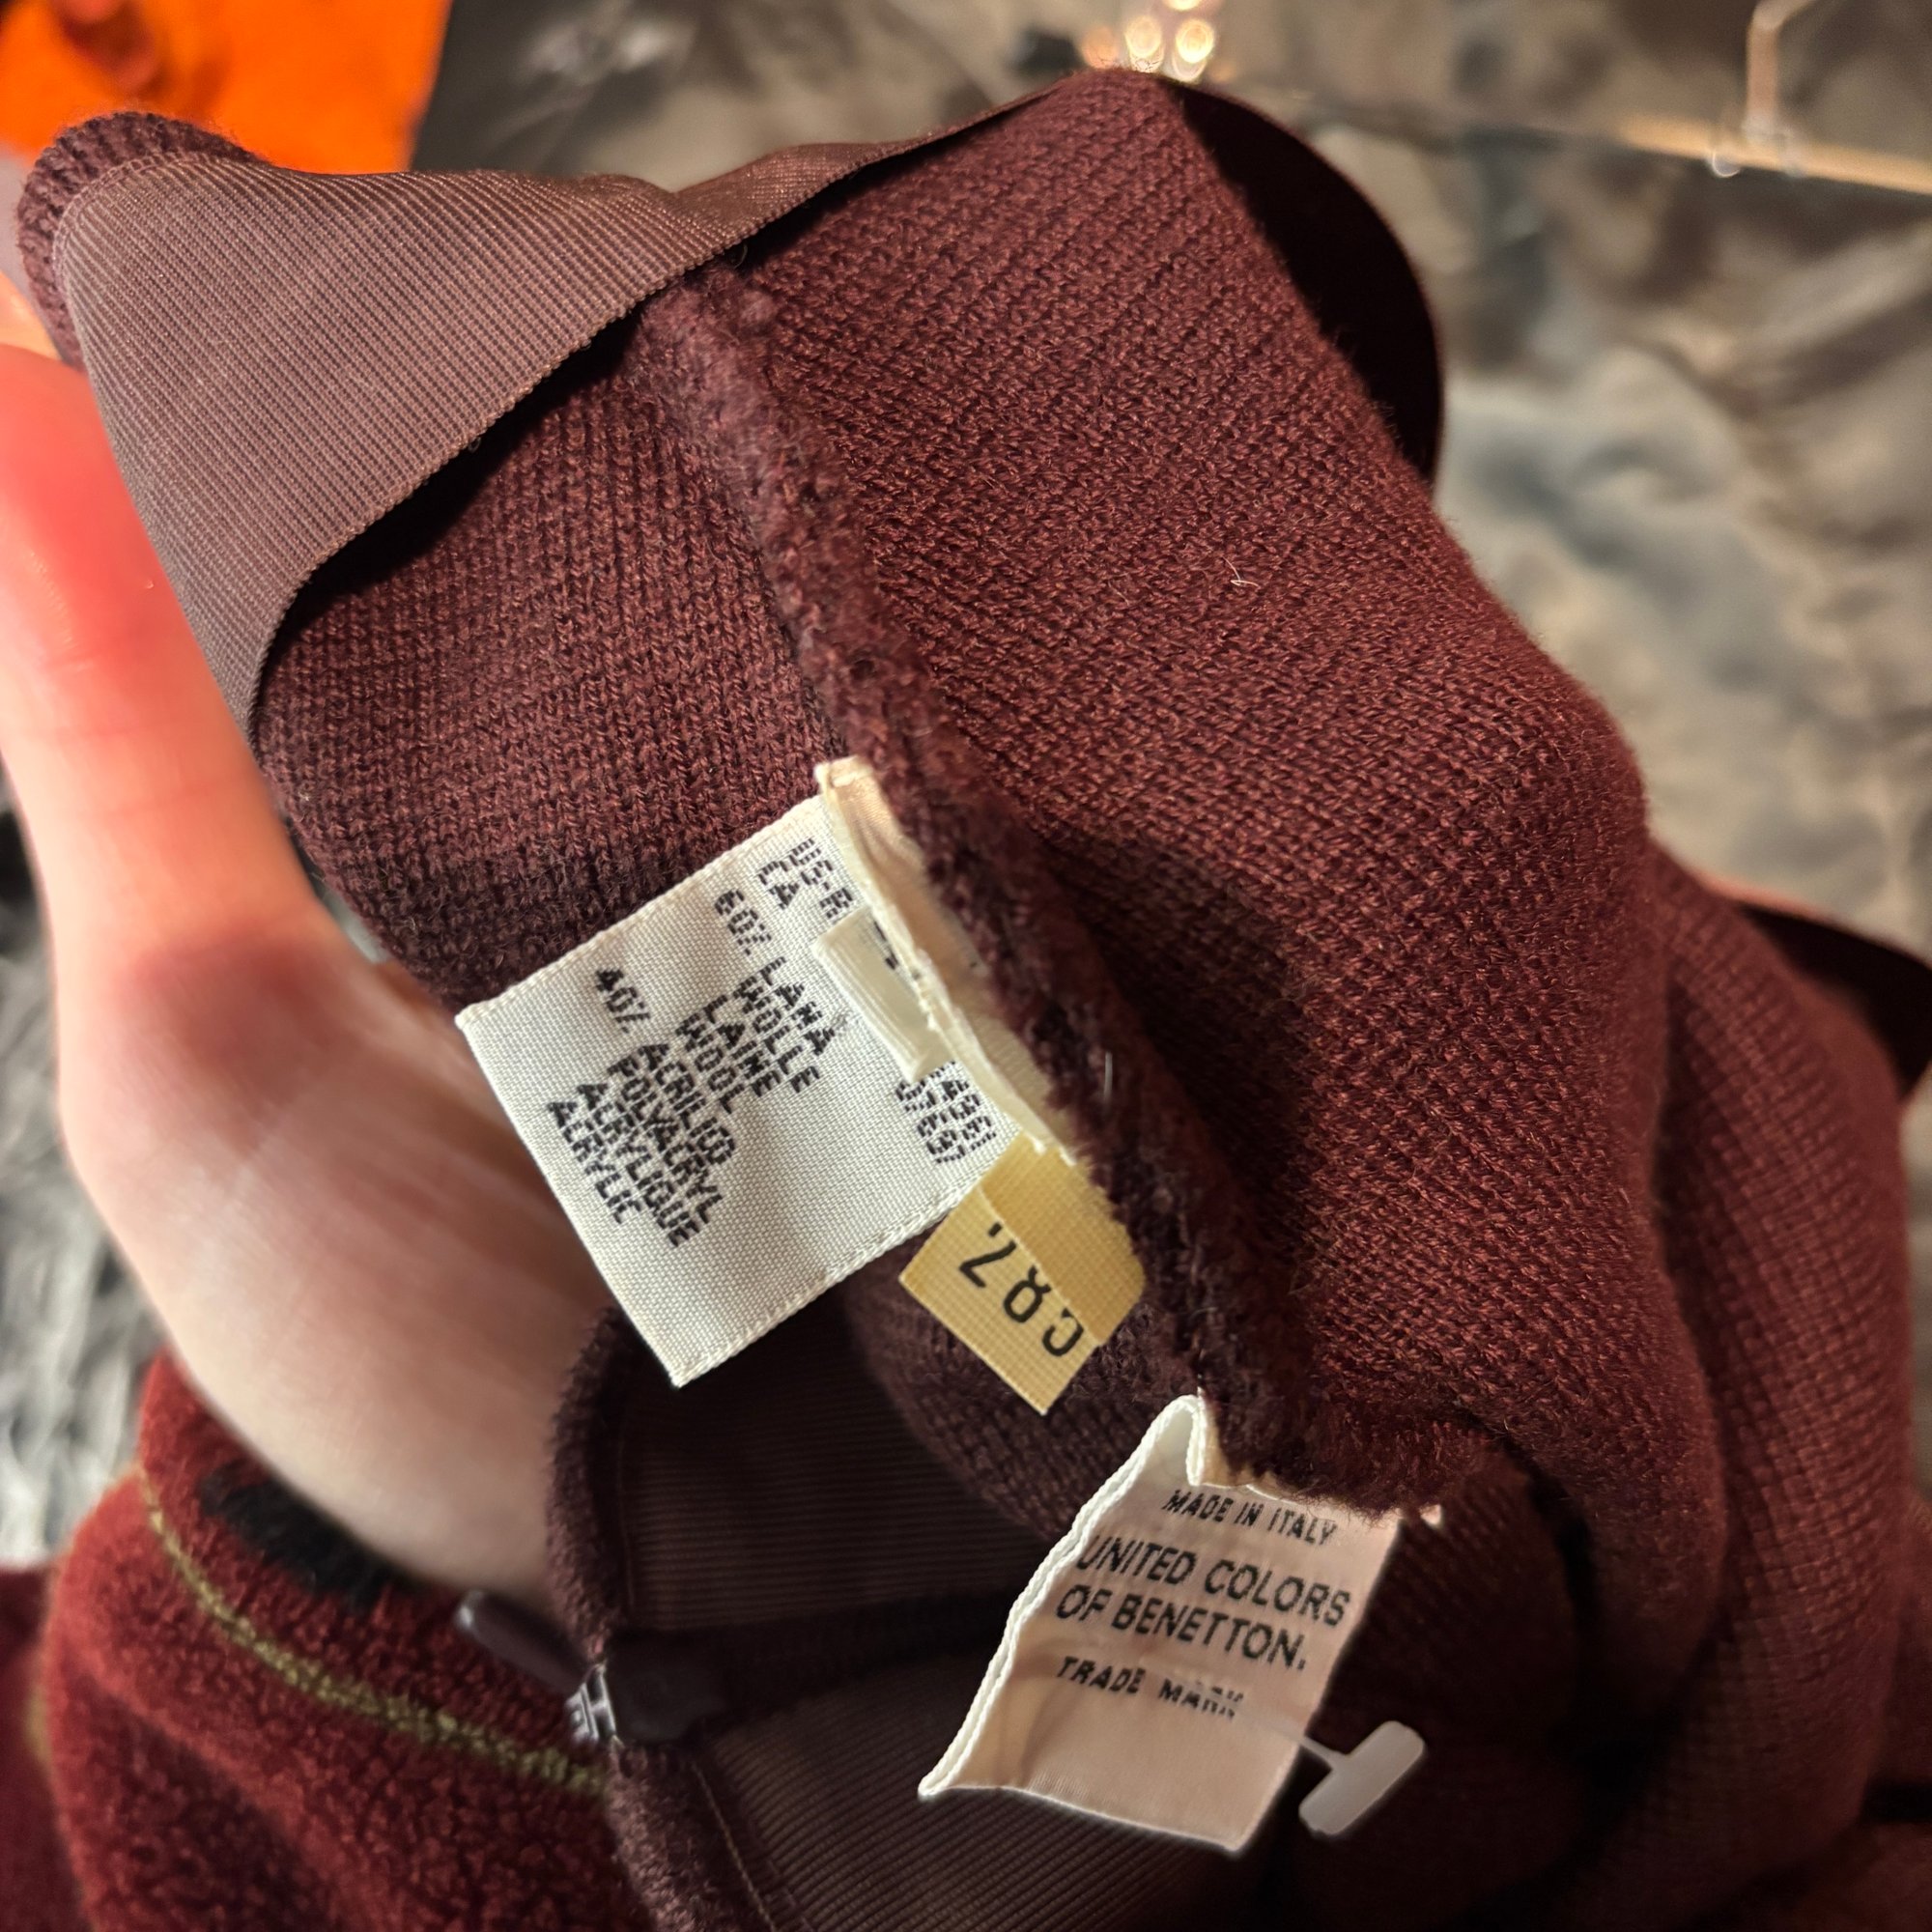 CA
60% LANA
WOLLE
LAINE
WOOL
40% ACRILICO
POLYACRYL
ACRYLIQUE
ACRYLIC
MADE IN ITALY
UNITED COLORS
OF BENETTON.
TRADE MARK